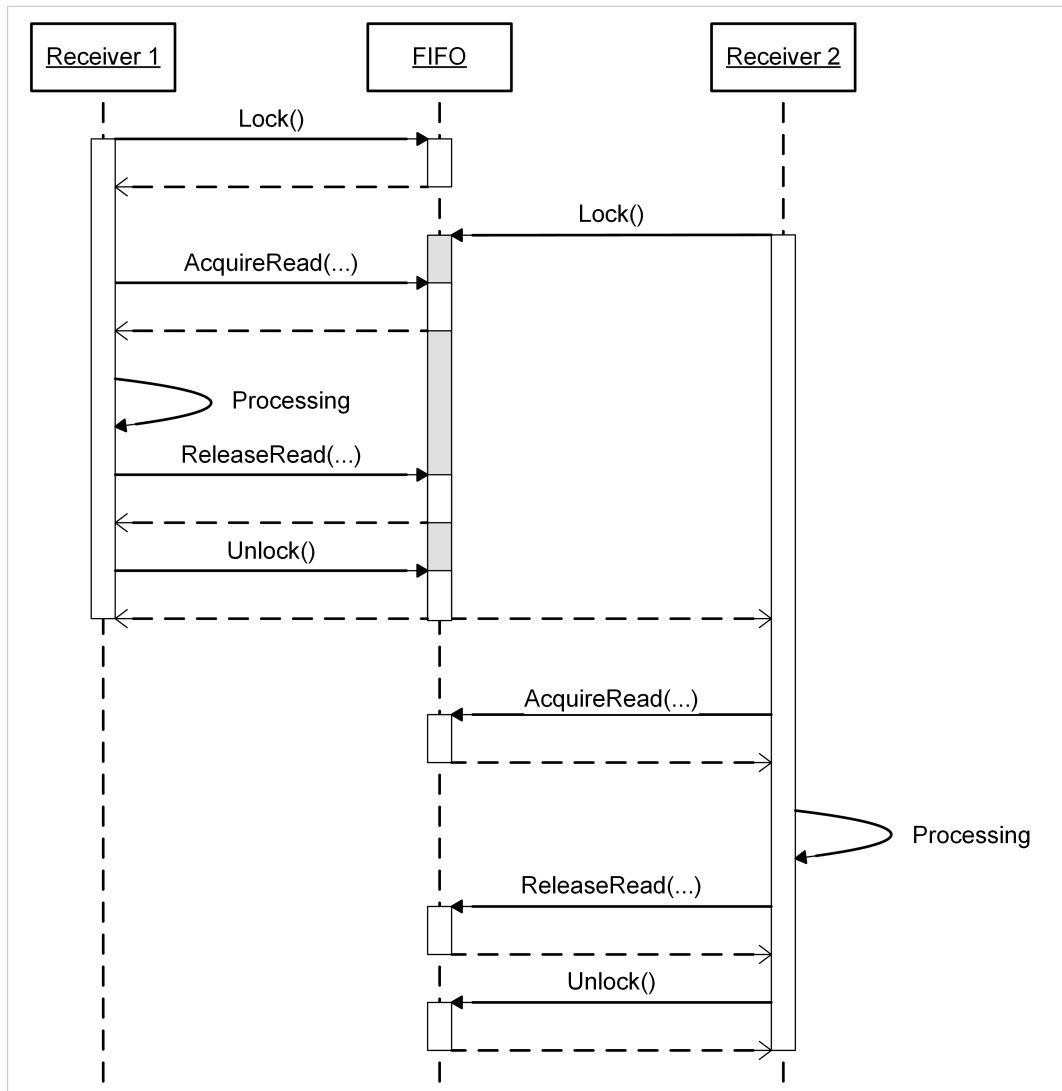 Receiver 1
FIFO
Receiver 2
Lock()
Lock()
AcquireRead(...)
Processing
ReleaseRead(...)
Unlock()
AcquireRead(...)
Processing
ReleaseRead(...)
Unlock()